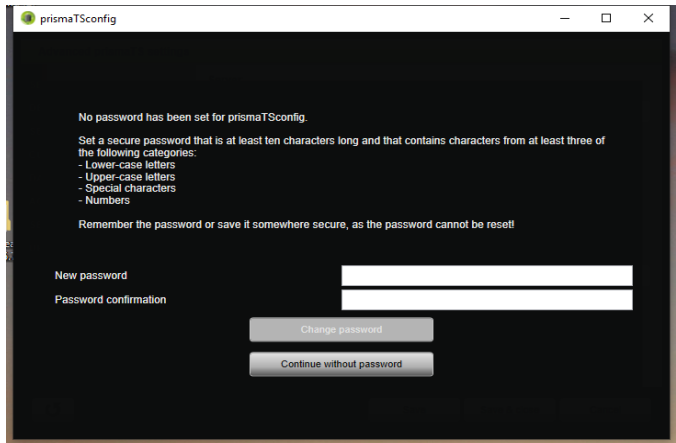 prismaTSconfig
No password has been set for prismaTSconfig.
Set a secure password that is at least ten characters long and that contains characters from at least three of
the following categories:
- Lower-case letters
- Upper-case letters
- Special characters
- Numbers
Remember the password or save it somewhere secure, as the password cannot be reset!
New password
Password confirmation
Change password
Continue without password